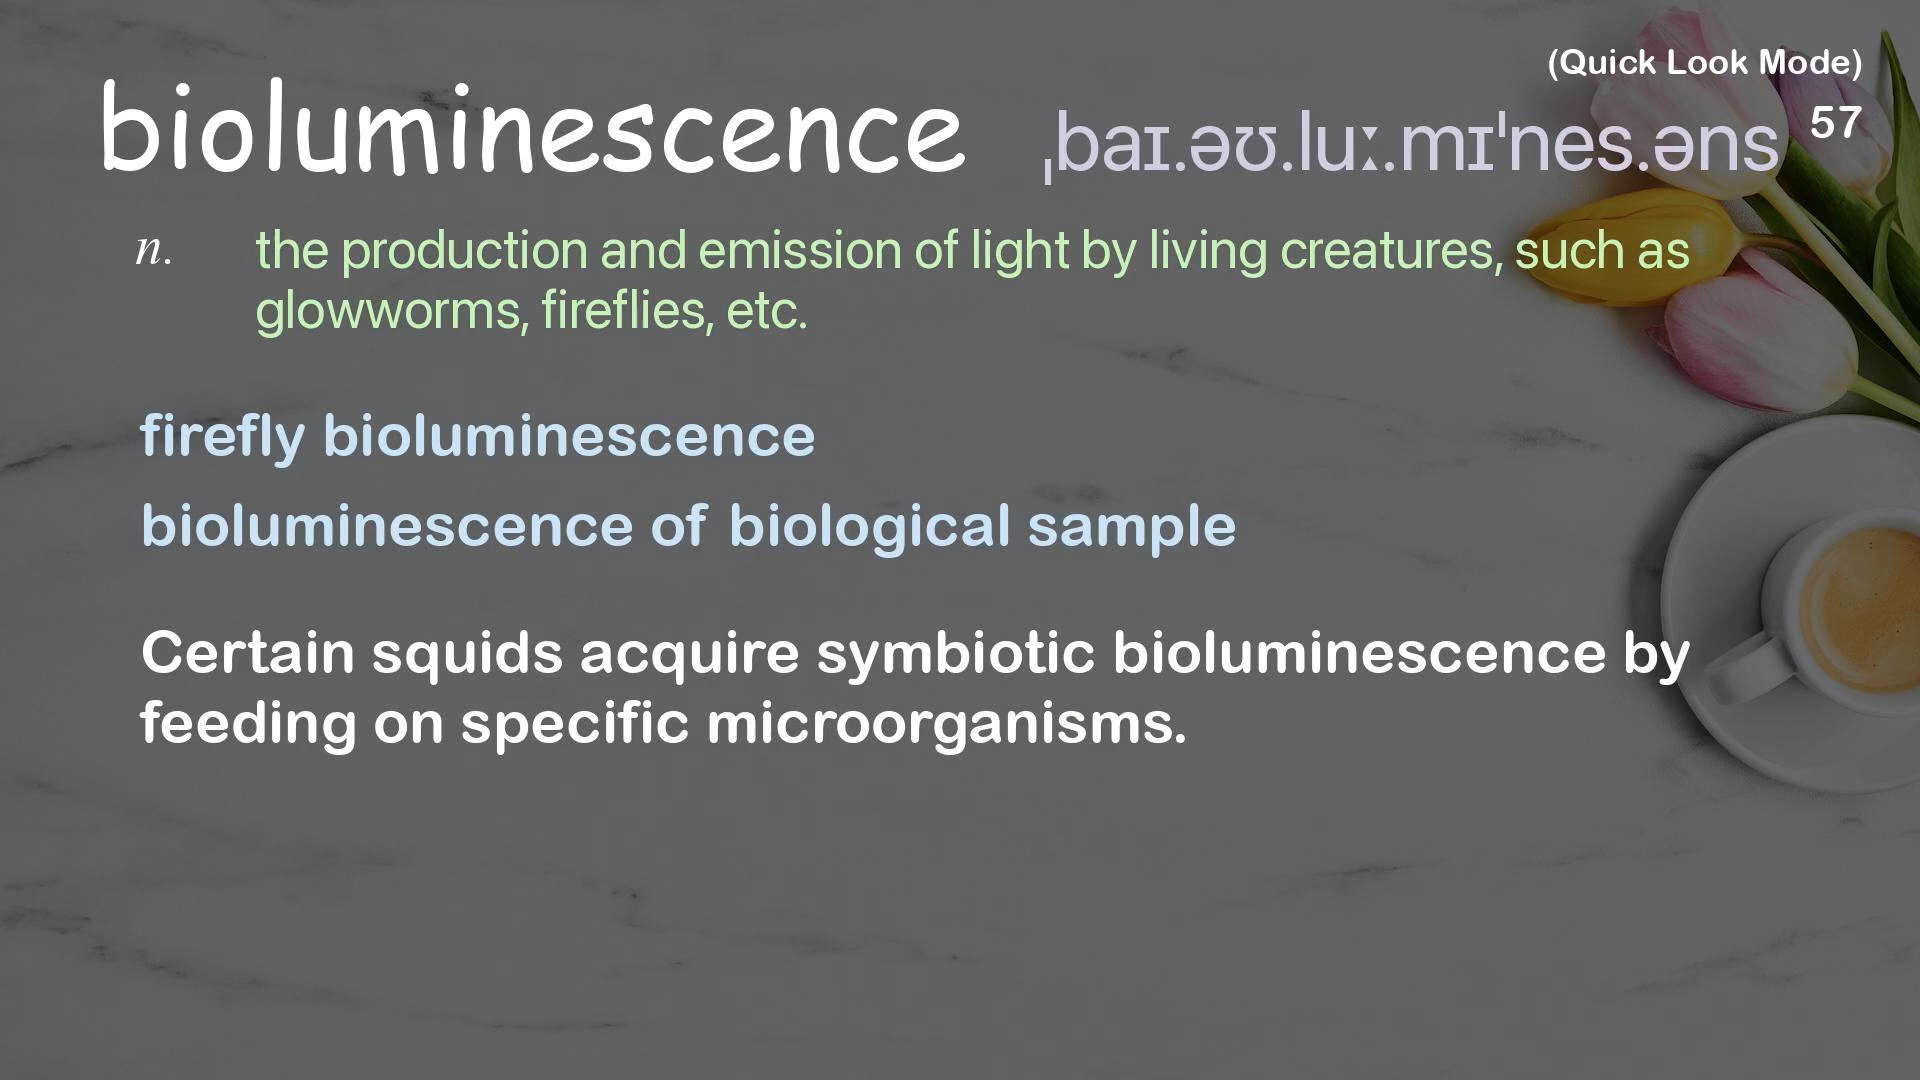 (Quick Look Mode)
bioluminescence ˌbaɪ.əʊ.luː.mɪˈnes.əns 57
n. the production and emission of light by living creatures, such as
glowworms, fireflies, etc.
firefly bioluminescence
bioluminescence of biological sample
Certain squids acquire symbiotic bioluminescence by
feeding on specific microorganisms.